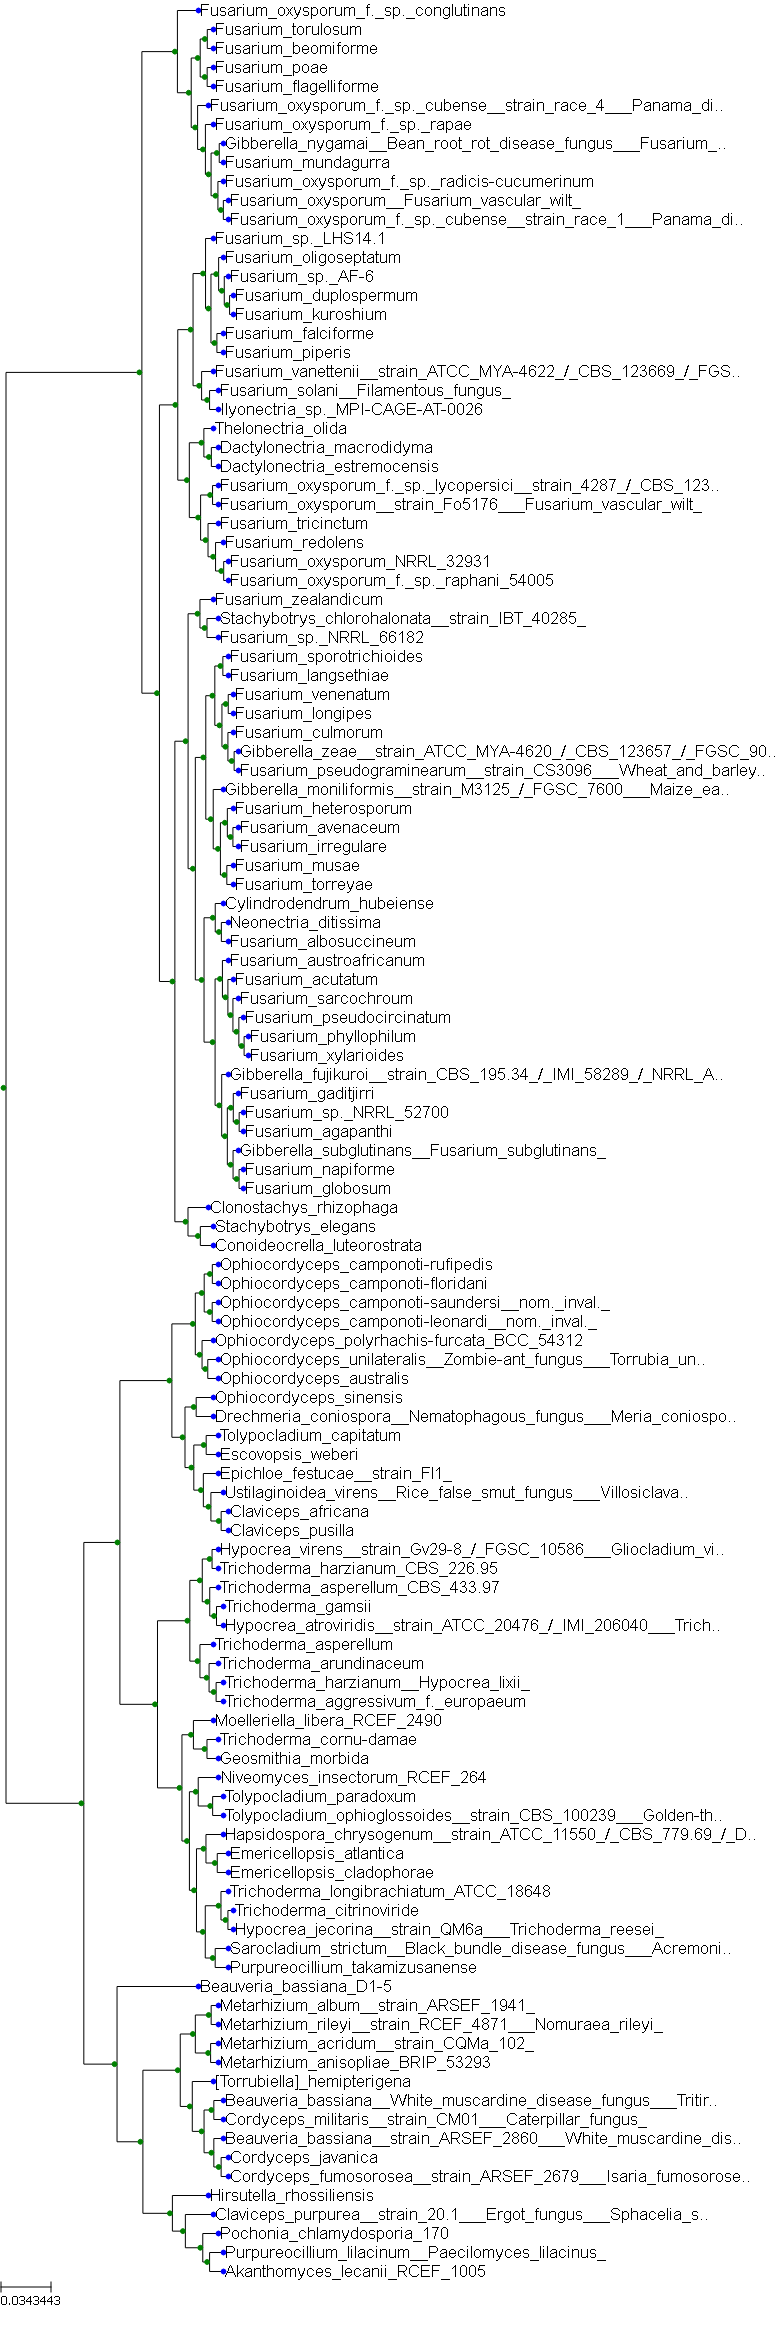 Fusarium_oxysporum_f._sp._conglutinans
Fusarium_torulosum
Fusarium_beomiforme
Fusarium_poae
Fusarium_flagelliforme
Fusarium_oxysporum_f._sp._cubense__strain_race_4___Panama_di..
Fusarium_oxysporum_f._sp._rapae
Gibberella_nygamai__Bean_root_rot_disease_fungus___Fusarium_..
Fusarium_mundagurra
Fusarium_oxysporum_f._sp._radicis-cucumerinum
Fusarium_oxysporum__Fusarium_vascular_wilt_
Fusarium_oxysporum_f._sp._cubense__strain_race_1___Panama_di..
Fusarium_sp._LHS14.1
Fusarium_oligoseptatum
Fusarium_sp._AF-6
Fusarium_duplospermum
Fusarium_kuroshium
Fusarium_falciforme
Fusarium_piperis
Fusarium_vanettenii__strain_ATCC_MYA-4622_/_CBS_123669_/_FGS..
Fusarium_solani__Filamentous_fungus_
Ilyonectria_sp._MPI-CAGE-AT-0026
Thelonectria_olida
Dactylonectria_macrodidyma
Dactylonectria_estremocensis
Fusarium_oxysporum_f._sp._lycopersici__strain_4287_/_CBS_123..
Fusarium_oxysporum__strain_Fo5176___Fusarium_vascular_wilt_
Fusarium_tricinctum
Fusarium_redolens
Fusarium_oxysporum_NRRL_32931
Fusarium_oxysporum_f._sp._raphani_54005
Fusarium_zealandicum
Stachybotrys_chlorohalonata__strain_IBT_40285_
Fusarium_sp._NRRL_66182
Fusarium_sporotrichioides
Fusarium_langsethiae
Fusarium_venenatum
Fusarium_longipes
Fusarium_culmorum
Gibberella_zeae__strain_ATCC_MYA-4620_/_CBS_123657_/_FGSC_90..
Fusarium_pseudograminearum__strain_CS3096___Wheat_and_barley..
Gibberella_moniliformis__strain_M3125_/_FGSC_7600___Maize_ea..
Fusarium_heterosporum
Fusarium_avenaceum
Fusarium_irregulare
Fusarium_musae
Fusarium_torreyae
Cylindrodendrum_hubeiense
Neonectria_ditissima
Fusarium_albosuccineum
Fusarium_austroafricanum
Fusarium_acutatum
Fusarium_sarcochroum
Fusarium_pseudocircinatum
Fusarium_phyllophilum
Fusarium_xylarioides
Gibberella_fujikuroi__strain_CBS_195.34_/_IMI_58289_/_NRRL_A..
Fusarium_gaditjirri
Fusarium_sp._NRRL_52700
Fusarium_agapanthi
Gibberella_subglutinans__Fusarium_subglutinans_
Fusarium_napiforme
Fusarium_globosum
Clonostachys_rhizophaga
Stachybotrys_elegans
Conoideocrella_luteorostrata
Ophiocordyceps_camponoti-rufipedis
Ophiocordyceps_camponoti-floridani
Ophiocordyceps_camponoti-saundersi__nom._inval._
Ophiocordyceps_camponoti-leonardi__nom._inval._
Ophiocordyceps_polyrhachis-furcata_BCC_54312
Ophiocordyceps_unilateralis__Zombie-ant_fungus___Torrubia_un..
Ophiocordyceps_australis
Ophiocordyceps_sinensis
Drechmeria_coniospora__Nematophagous_fungus___Meria_coniospo..
Tolypocladium_capitatum
Escovopsis_weberi
Epichloe_festucae__strain_Fl1_
Ustilaginoidea_virens__Rice_false_smut_fungus___Villosiclava..
Claviceps_africana
Claviceps_pusilla
Hypocrea_virens__strain_Gv29-8_/_FGSC_10586___Gliocladium_vi..
Trichoderma_harzianum_CBS_226.95
Trichoderma_asperellum_CBS_433.97
Trichoderma_gamsii
Hypocrea_atroviridis__strain_ATCC_20476_/_IMI_206040___Trich..
Trichoderma_asperellum
Trichoderma_arundinaceum
Trichoderma_harzianum__Hypocrea_lixii_
Trichoderma_aggressivum_f._europaeum
Moelleriella_libera_RCEF_2490
Trichoderma_cornu-damae
Geosmithia_morbida
Niveomyces_insectorum_RCEF_264
Tolypocladium_paradoxum
Tolypocladium_ophioglossoides__strain_CBS_100239___Golden-th..
Hapsidospora_chrysogenum__strain_ATCC_11550_/_CBS_779.69_/_D..
Emericellopsis_atlantica
Emericellopsis_cladophorae
Trichoderma_longibrachiatum_ATCC_18648
Trichoderma_citrinoviride
Hypocrea_jecorina__strain_QM6a___Trichoderma_reesei_
Sarocladium_strictum__Black_bundle_disease_fungus___Acremoni..
Purpureocillium_takamizusanense
Beauveria_bassiana_D1-5
Metarhizium_album__strain_ARSEF_1941_
Metarhizium_rileyi__strain_RCEF_4871___Nomuraea_rileyi_
Metarhizium_acridum__strain_CQMa_102_
Metarhizium_anisopliae_BRIP_53293
[Torrubiella]_hemipterigena
Beauveria_bassiana__White_muscardine_disease_fungus___Tritir..
Cordyceps_militaris__strain_CM01___Caterpillar_fungus_
Beauveria_bassiana__strain_ARSEF_2860___White_muscardine_dis..
Cordyceps_javanica
Cordyceps_fumosorosea__strain_ARSEF_2679___Isaria_fumosorose..
Hirsutella_rhossiliensis
Claviceps_purpurea__strain_20.1___Ergot_fungus___Sphacelia_s..
Pochonia_chlamydosporia_170
Purpureocillium_lilacinum__Paecilomyces_lilacinus_
Akanthomyces_lecanii_RCEF_1005
0.0343443